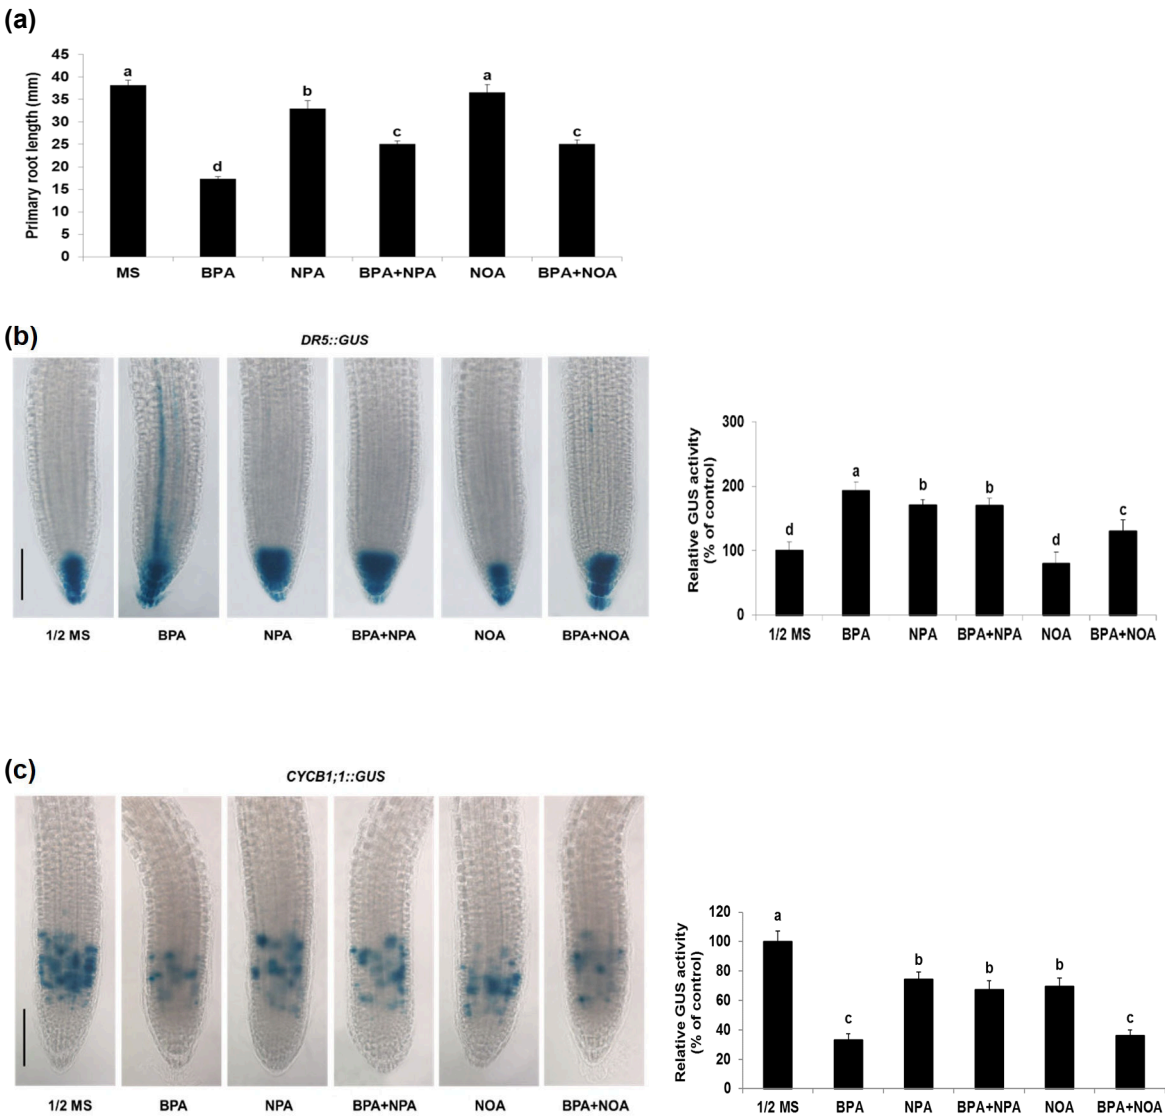 (a)
Primary root length (mm)
45
40
35
30
25
20
15
10
5
0
a
d
b
c
a
c
MS BPA NPA BPA+NPA NOA BPA+NOA
(b)
DR5::GUS
1/2 MS BPA NPA BPA+NPA NOA BPA+NOA
Relative GUS activity
(% of control)
300
200
100
0
d
a
b
b
d
c
1/2 MS BPA NPA BPA+NPA NOA BPA+NOA
(c)
CYCB1;1::GUS
1/2 MS BPA NPA BPA+NPA NOA BPA+NOA
Relative GUS activity
(% of control)
120
100
80
60
40
20
0
a
c
b
b
b
c
1/2 MS BPA NPA BPA+NPA NOA BPA+NOA